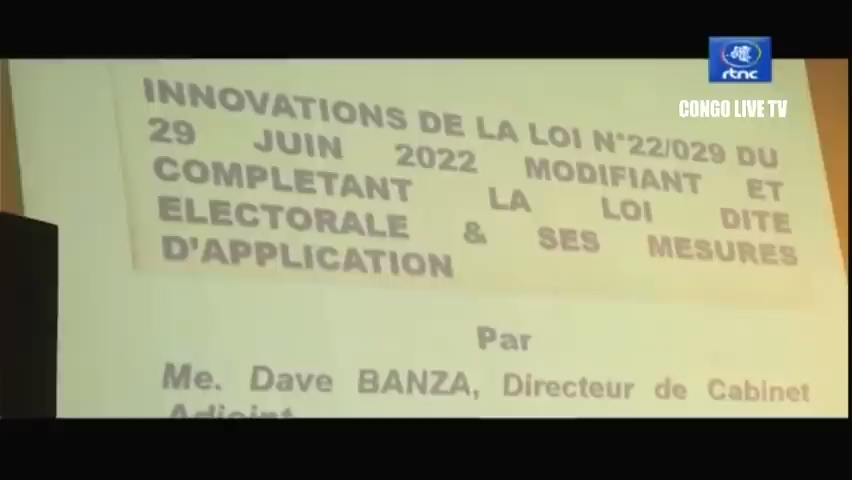 rtnc
CONGO LIVE TV
INNOVATIONS DE LA LOI N°22/029 DU
29 JUIN 2022 MODIFIANT ET
COMPLETANT LA LOI DITE
ELECTORALE & SES MESURES
D'APPLICATION
Par
Me. Dave BANZA, Directeur de Cabinet
Adjoint